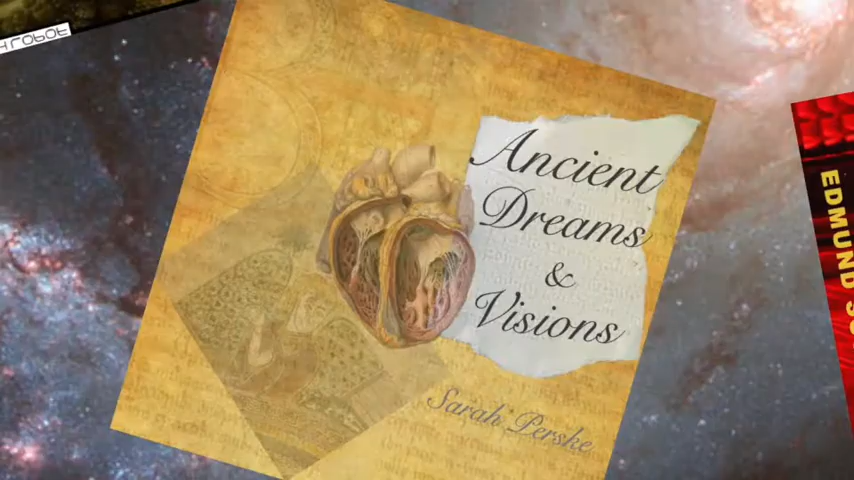 Ancient
Dreams
&
Visions
Sarah Perske
EDMUND